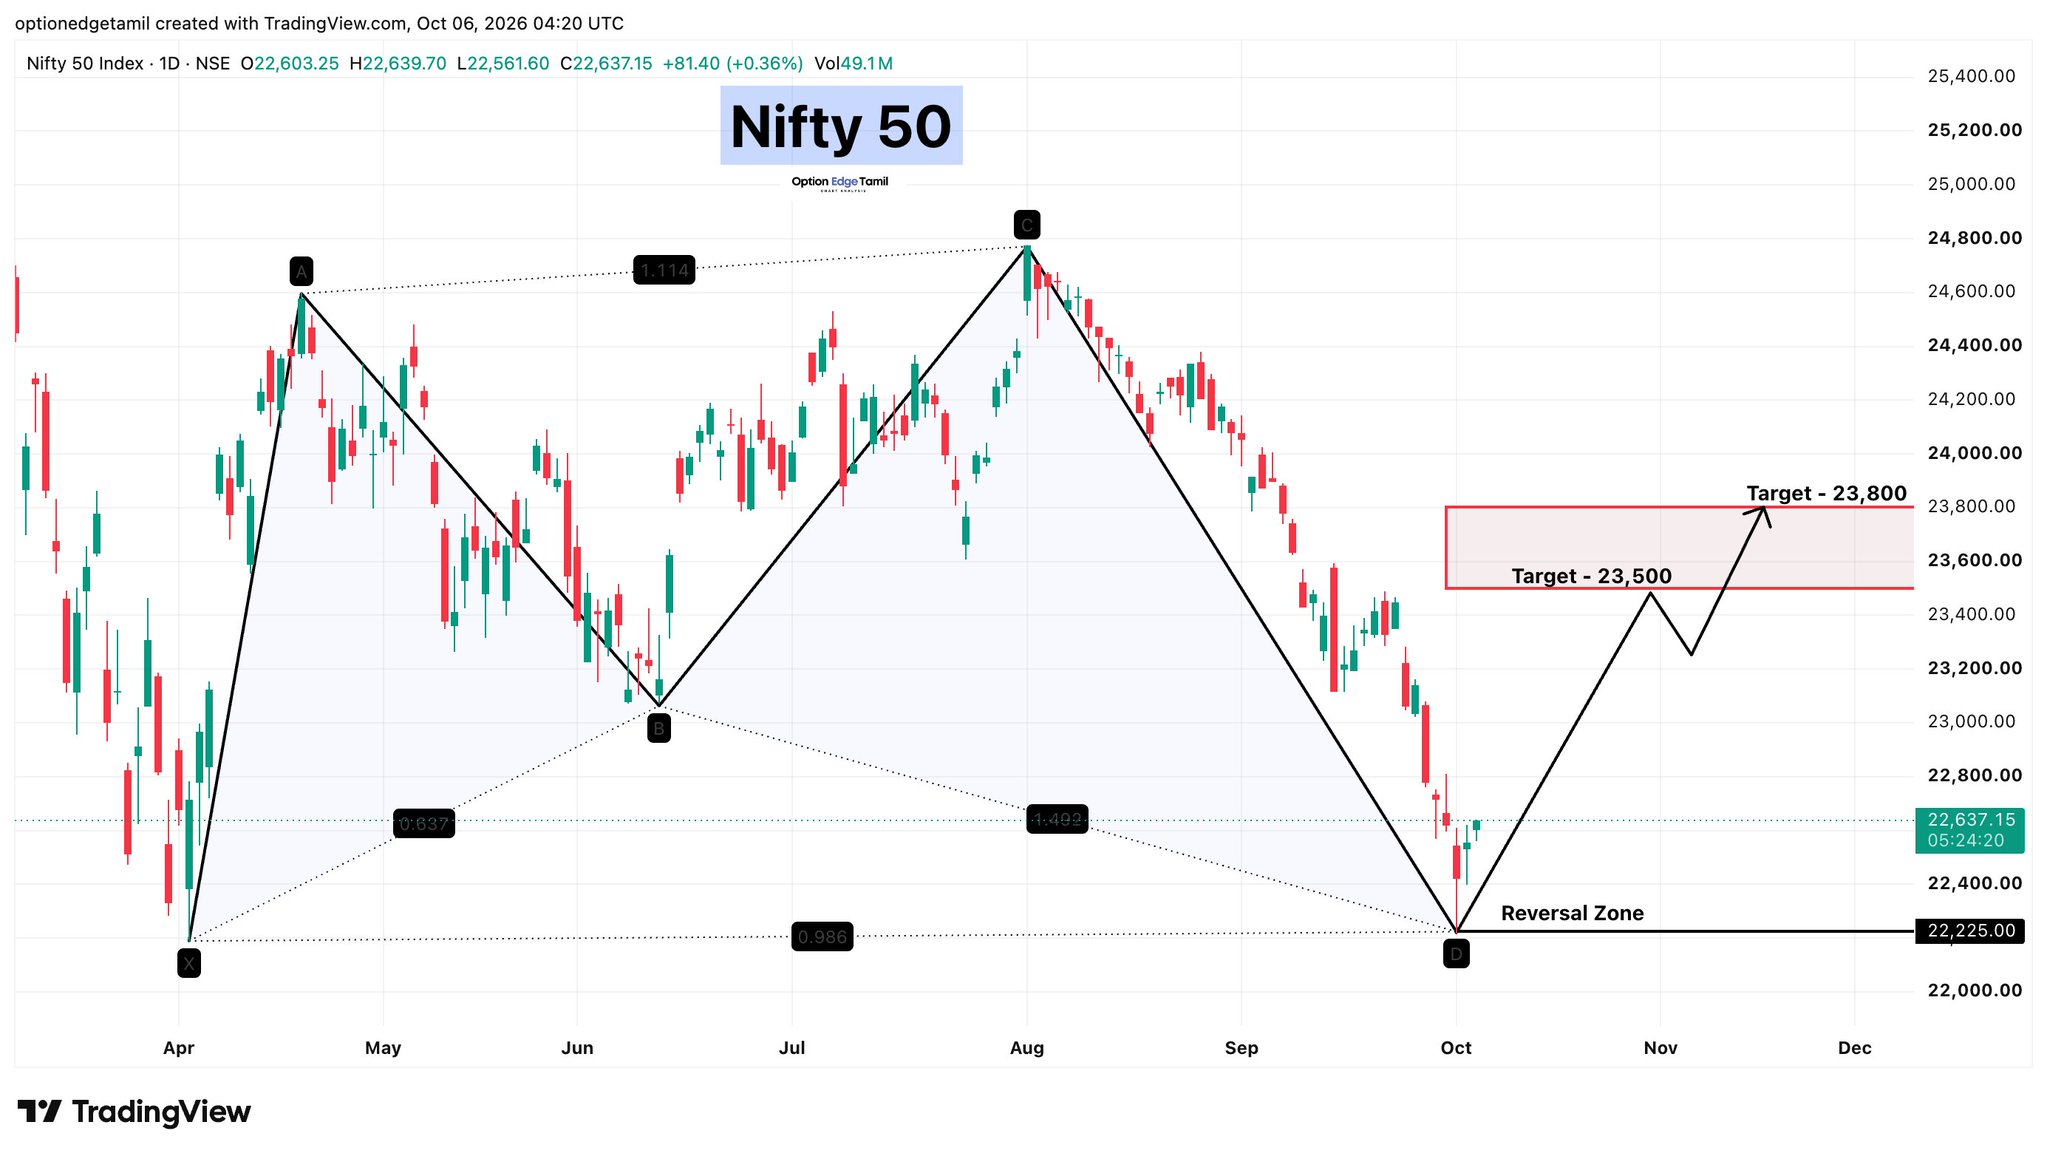 optionedgetamil created with TradingView.com, Oct 06, 2026 04:20 UTC
Nifty 50 Index · 1D · NSE O22,603.25 H22,639.70 L22,561.60 C22,637.15 +81.40 (+0.36%) Vol49.1M
Nifty 50
Option Edge Tamil
SMART ANALYSIS
25,400.00
25,200.00
25,000.00
24,800.00
24,600.00
24,400.00
24,200.00
24,000.00
23,800.00
23,600.00
23,400.00
23,200.00
23,000.00
22,800.00
22,637.15
05:24:20
22,400.00
22,225.00
22,000.00
C
A
1.114
Target - 23,800
Target - 23,500
B
0.637
1.492
Reversal Zone
0.986
X
D
Apr May Jun Jul Aug Sep Oct Nov Dec
TradingView